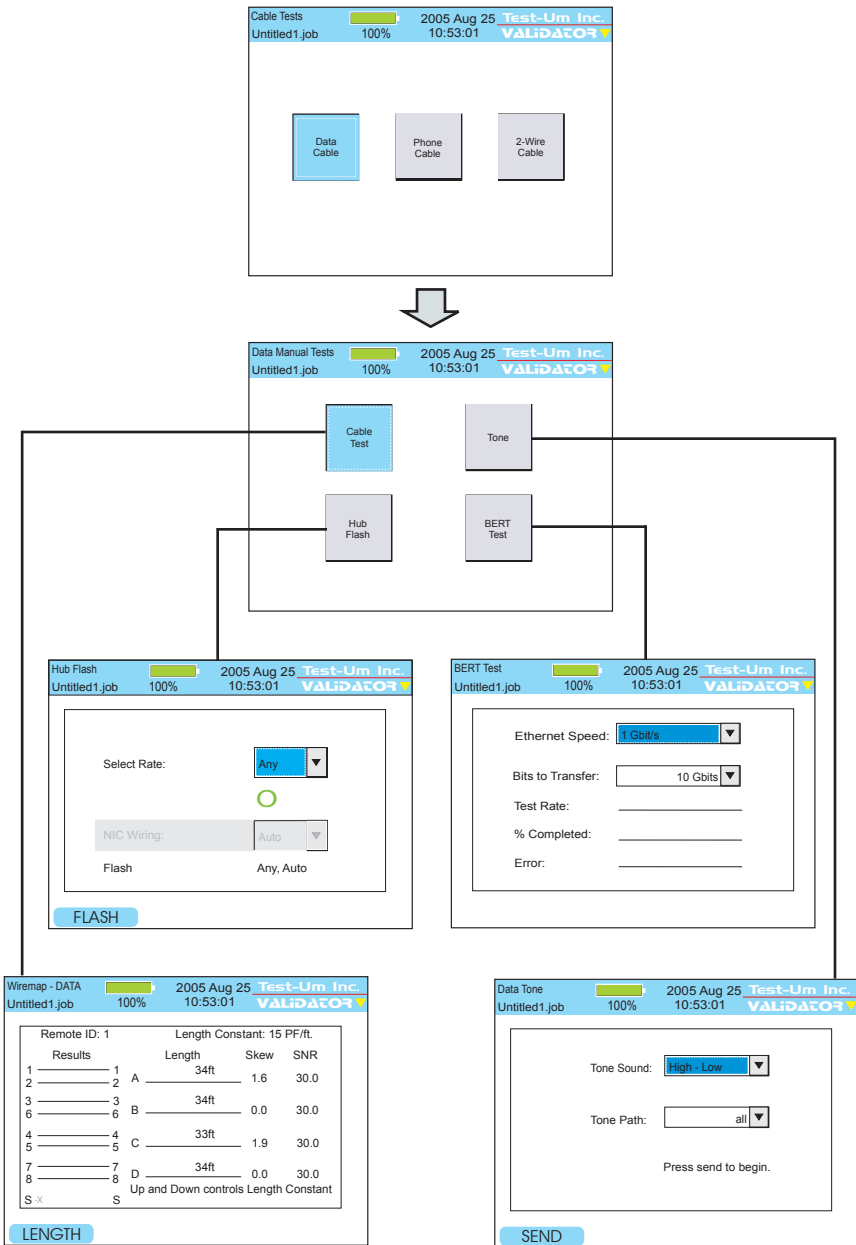 Cable Tests 2005 Aug 25 Test-Um Inc.
Untitled1.job 100% 10:53:01 VALIDATOR
Data Cable
Phone Cable
2-Wire Cable
Data Manual Tests 2005 Aug 25 Test-Um Inc.
Untitled1.job 100% 10:53:01 VALIDATOR
Cable Test
Tone
Hub Flash
BERT Test
Hub Flash 2005 Aug 25 Test-Um Inc.
Untitled1.job 100% 10:53:01 VALIDATOR
Select Rate: Any
NIC Wiring: Auto
Flash Any, Auto
FLASH
BERT Test 2005 Aug 25 Test-Um Inc.
Untitled1.job 100% 10:53:01 VALIDATOR
Ethernet Speed: 1 Gbit/s
Bits to Transfer: 10 Gbits
Test Rate:
% Completed:
Error:
Wiremap - DATA 2005 Aug 25 Test-Um Inc.
Untitled1.job 100% 10:53:01 VALIDATOR
Remote ID: 1 Length Constant: 15 PF/ft.
Results Length Skew SNR
1 1
2 2 A 34ft 1.6 30.0
3 3
6 6 B 34ft 0.0 30.0
4 4
5 5 C 33ft 1.9 30.0
7 7
8 8 D 34ft 0.0 30.0
Up and Down controls Length Constant
S -X S
LENGTH
Data Tone 2005 Aug 25 Test-Um Inc.
Untitled1.job 100% 10:53:01 VALIDATOR
Tone Sound: High - Low
Tone Path: all
Press send to begin.
SEND